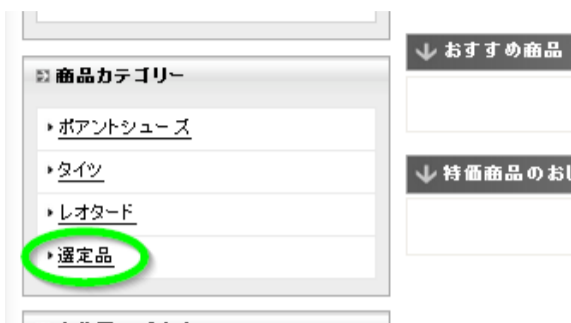 商品カテゴリー
ポアントシューズ
タイツ
レオタード
選定品
おすすめ商品
特価商品のお